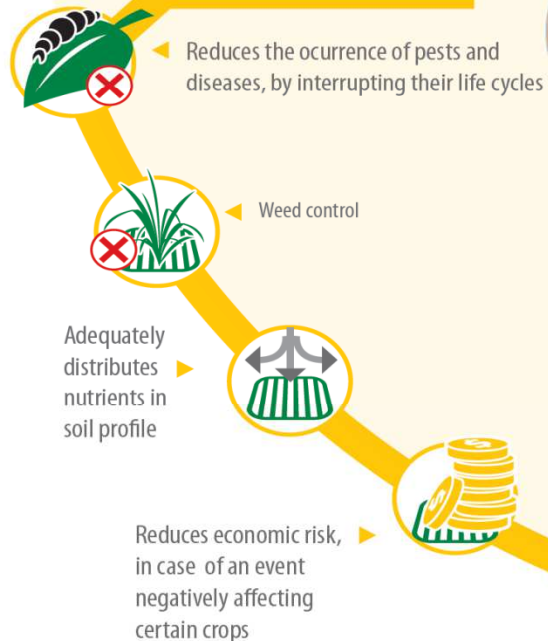 Reduces the ocurrence of pests and
diseases, by interrupting their life cycles
Weed control
Adequately
distributes
nutrients in
soil profile
Reduces economic risk,
in case of an event
negatively affecting
certain crops